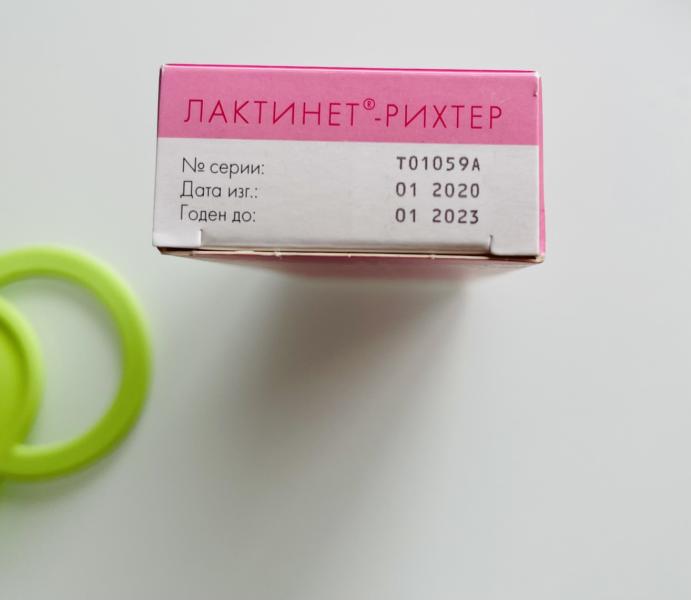 ЛАКТИНЕТ®-РИХТЕР
№ серии: T01059A
Дата изг.: 01 2020
Годен до: 01 2023